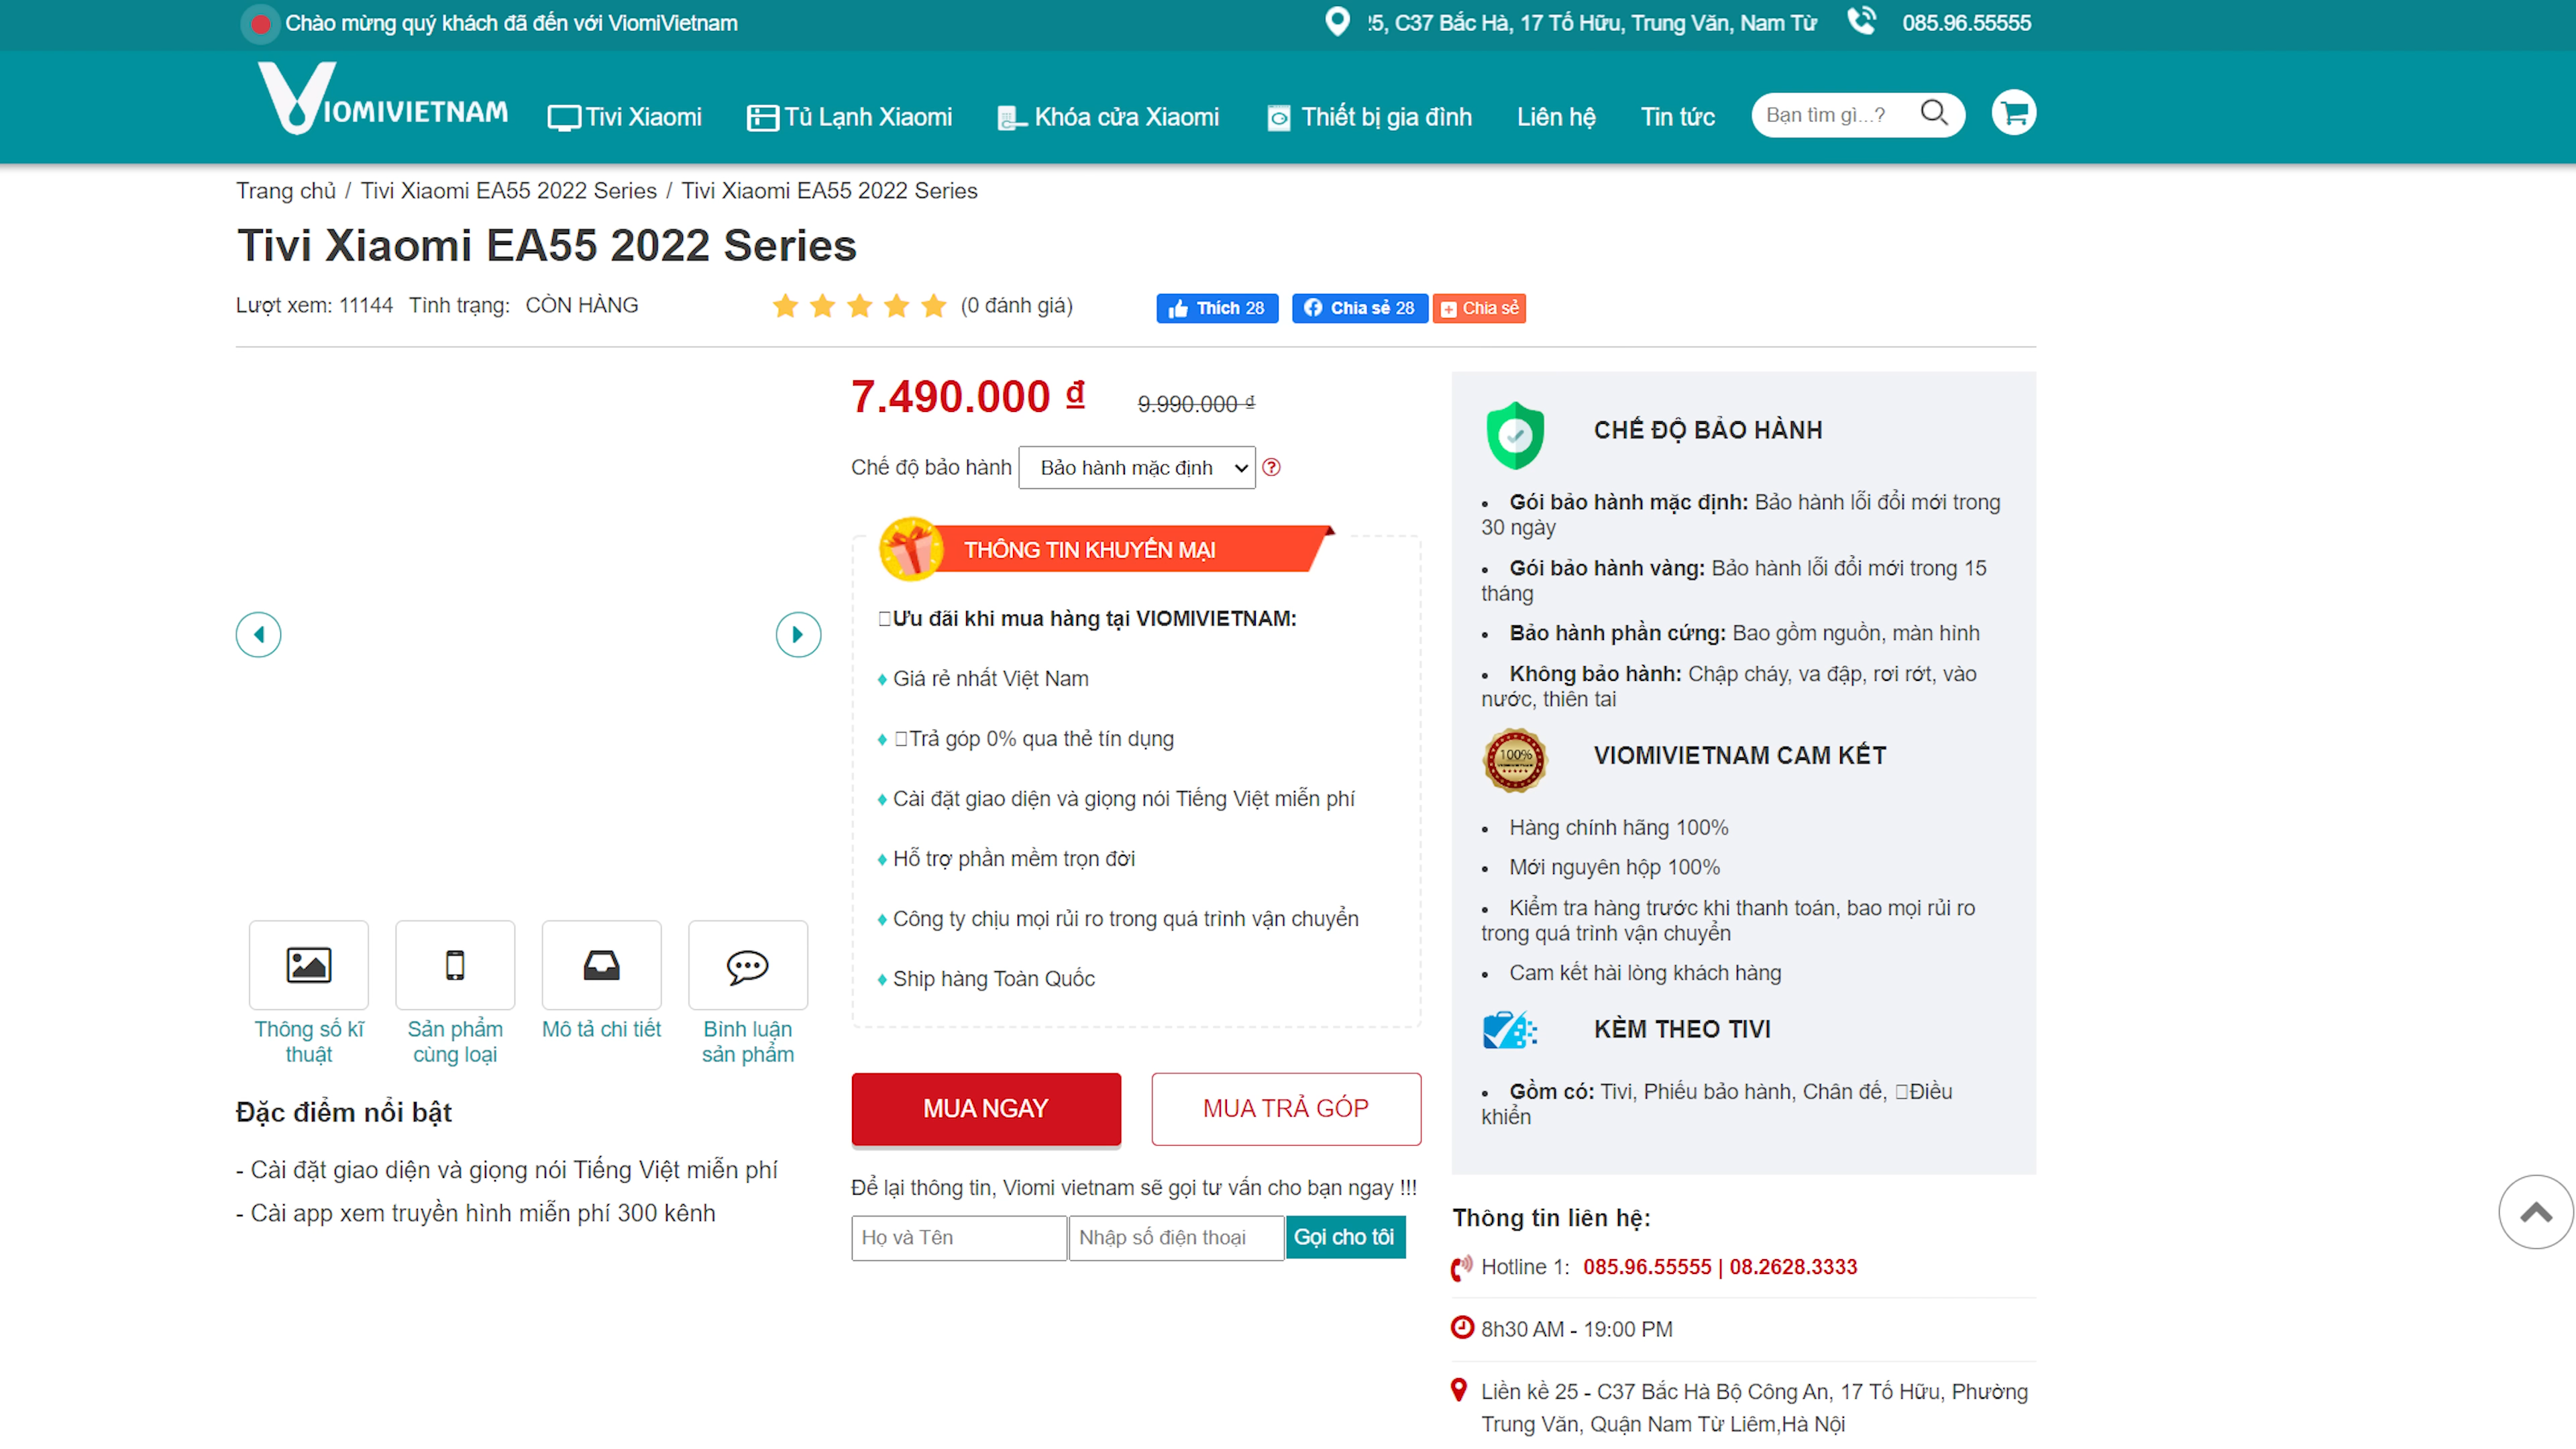 Chào mừng quý khách đã đến với ViomiVietnam
25, C37 Bắc Hà, 17 Tố Hữu, Trung Văn, Nam Từ
085.96.55555
VIOMIVIETNAM
Tivi Xiaomi
Tủ Lạnh Xiaomi
Khóa cửa Xiaomi
Thiết bị gia đình
Liên hệ
Tin tức
Bạn tìm gì...?
Trang chủ / Tivi Xiaomi EA55 2022 Series / Tivi Xiaomi EA55 2022 Series
Tivi Xiaomi EA55 2022 Series
Lượt xem: 11144 Tình trạng: CÒN HÀNG
(0 đánh giá)
Thích 28
Chia sẻ 28
Chia sẻ
7.490.000 ₫ 9.990.000 ₫
Chế độ bảo hành Bảo hành mặc định
THÔNG TIN KHUYẾN MẠI
Ưu đãi khi mua hàng tại VIOMIVIETNAM:
♦ Giá rẻ nhất Việt Nam
♦ Trả góp 0% qua thẻ tín dụng
♦ Cài đặt giao diện và giọng nói Tiếng Việt miễn phí
♦ Hỗ trợ phần mềm trọn đời
♦ Công ty chịu mọi rủi ro trong quá trình vận chuyển
♦ Ship hàng Toàn Quốc
MUA NGAY
MUA TRẢ GÓP
Để lại thông tin, Viomi vietnam sẽ gọi tư vấn cho bạn ngay !!!
Họ và Tên
Nhập số điện thoại
Gọi cho tôi
Thông số kĩ
thuật
Sản phẩm
cùng loại
Mô tả chi tiết
Bình luận
sản phẩm
Đặc điểm nổi bật
- Cài đặt giao diện và giọng nói Tiếng Việt miễn phí
- Cài app xem truyền hình miễn phí 300 kênh
CHẾ ĐỘ BẢO HÀNH
• Gói bảo hành mặc định: Bảo hành lỗi đổi mới trong
30 ngày
• Gói bảo hành vàng: Bảo hành lỗi đổi mới trong 15
tháng
• Bảo hành phần cứng: Bao gồm nguồn, màn hình
• Không bảo hành: Chập cháy, va đập, rơi rớt, vào
nước, thiên tai
100%
VIOMIVIETNAM CAM KẾT
• Hàng chính hãng 100%
• Mới nguyên hộp 100%
• Kiểm tra hàng trước khi thanh toán, bao mọi rủi ro
trong quá trình vận chuyển
• Cam kết hài lòng khách hàng
KÈM THEO TIVI
• Gồm có: Tivi, Phiếu bảo hành, Chân đế, Điều
khiển
Thông tin liên hệ:
Hotline 1: 085.96.55555 | 08.2628.3333
8h30 AM - 19:00 PM
Liền kề 25 - C37 Bắc Hà Bộ Công An, 17 Tố Hữu, Phường
Trung Văn, Quận Nam Từ Liêm,Hà Nội